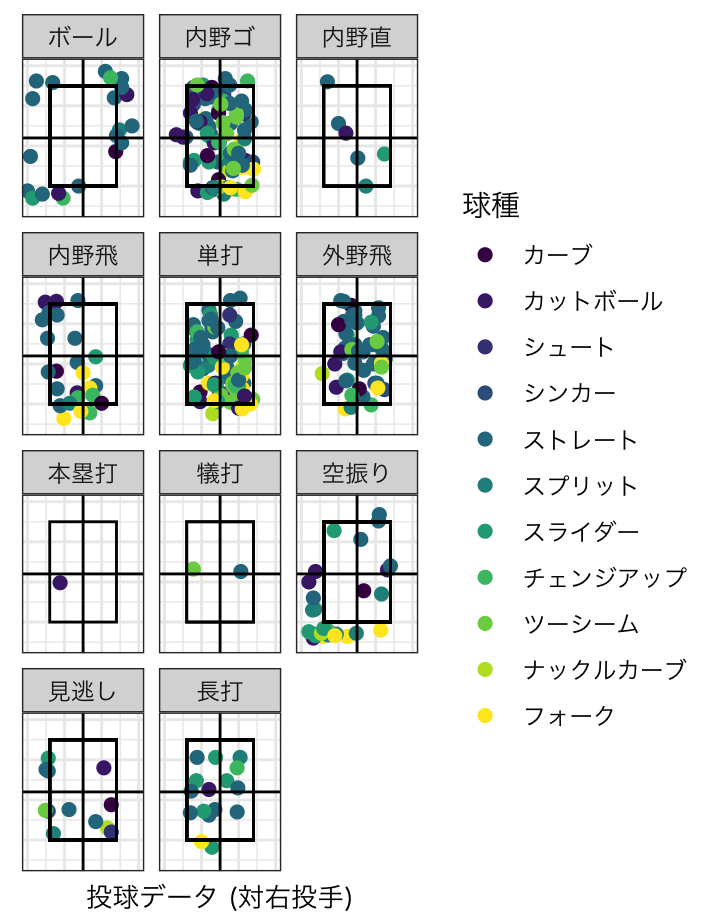 ボール
内野ゴ
内野直
内野飛
単打
外野飛
本塁打
犠打
空振り
見逃し
長打
球種
カーブ
カットボール
シュート
シンカー
ストレート
スプリット
スライダー
チェンジアップ
ツーシーム
ナックルカーブ
フォーク
投球データ (対右投手)